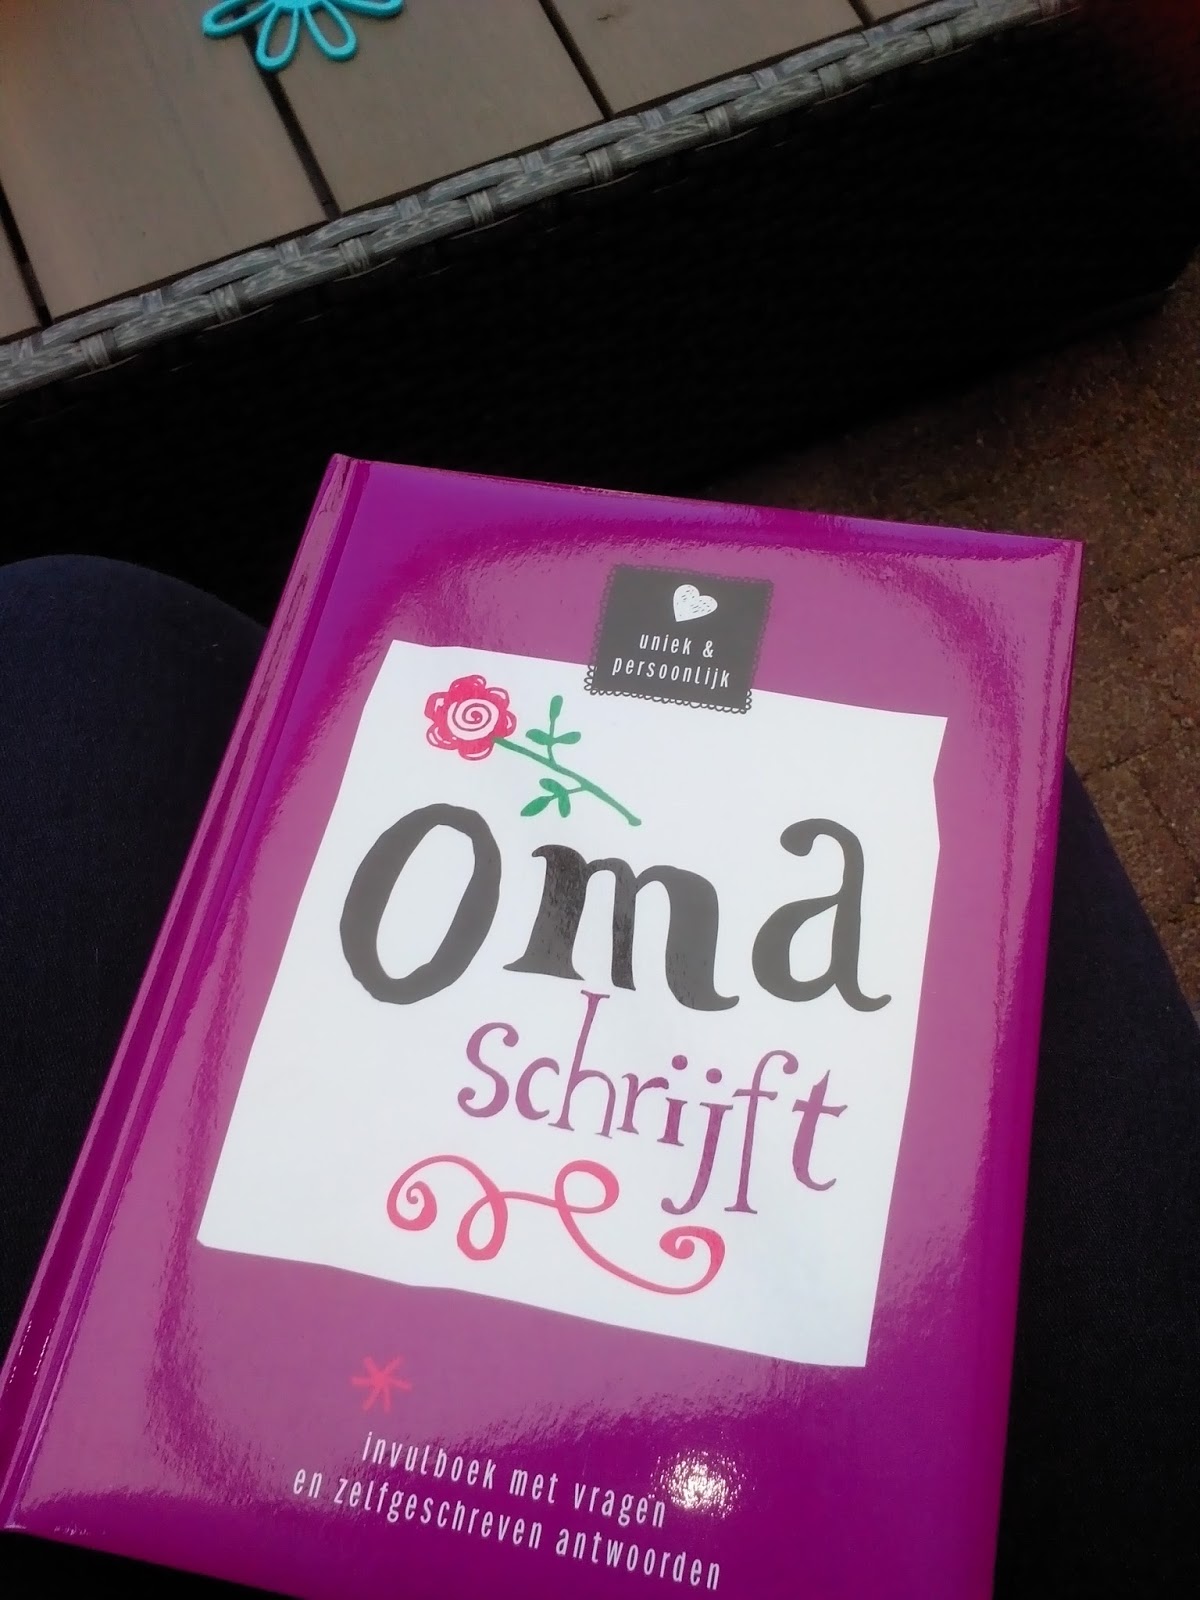 uniek &
persoonlijk
Oma
schrijft
invulboek met vragen
en zelfgeschreven antwoorden